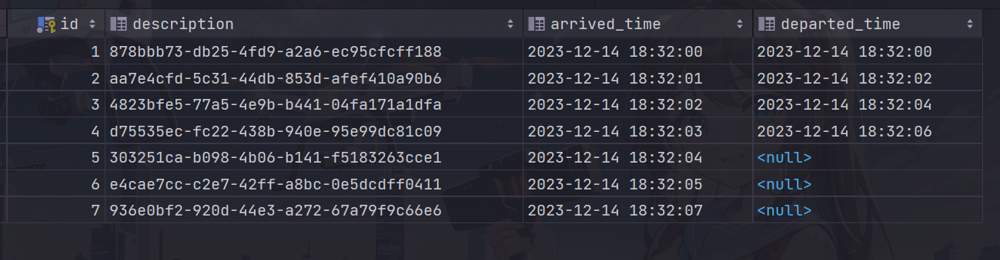 id description arrived_time departed_time
1 878bbb73-db25-4fd9-a2a6-ec95cfcff188 2023-12-14 18:32:00 2023-12-14 18:32:00
2 aa7e4cfd-5c31-44db-853d-afef410a90b6 2023-12-14 18:32:01 2023-12-14 18:32:02
3 4823bfe5-77a5-4e9b-b441-04fa171a1dfa 2023-12-14 18:32:02 2023-12-14 18:32:04
4 d75535ec-fc22-438b-940e-95e99dc81c09 2023-12-14 18:32:03 2023-12-14 18:32:06
5 303251ca-b098-4b06-b141-f5183263cce1 2023-12-14 18:32:04 <null>
6 e4cae7cc-c2e7-42ff-a8bc-0e5dcdff0411 2023-12-14 18:32:05 <null>
7 936e0bf2-920d-44e3-a272-67a79f9c66e6 2023-12-14 18:32:07 <null>